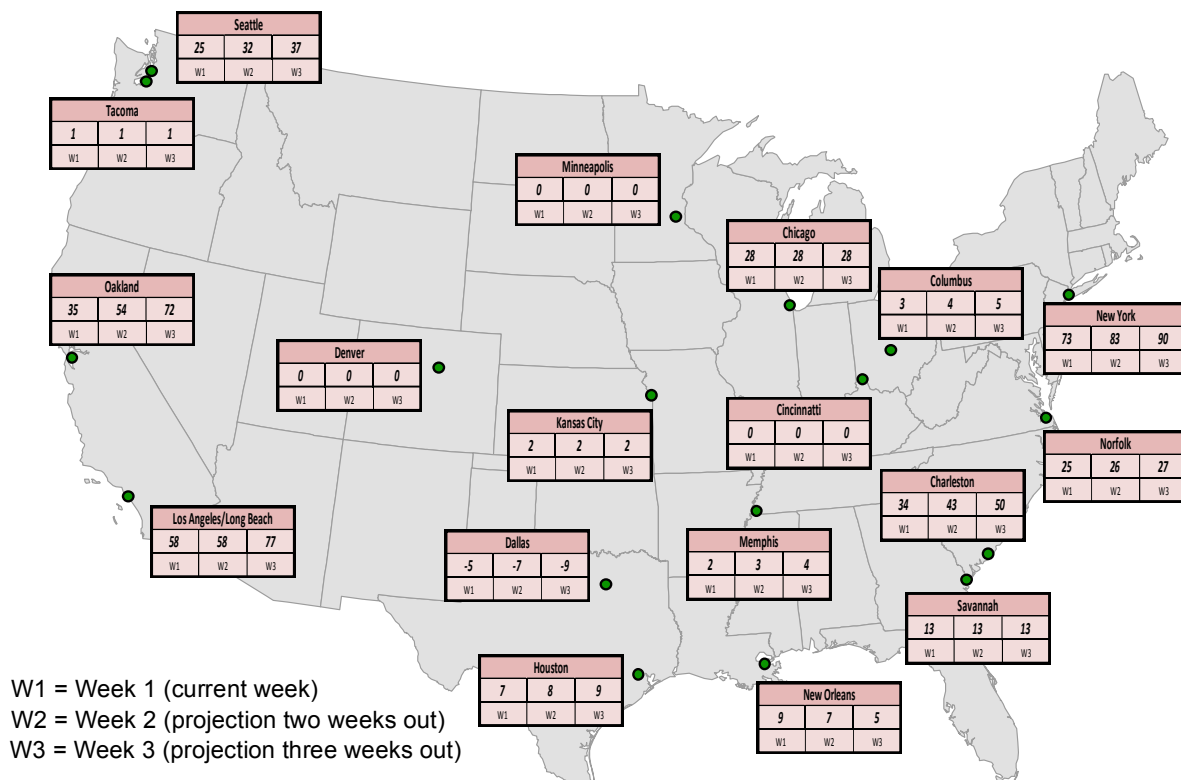 Seattle
25 32 37
W1 W2 W3
Tacoma
1 1 1
W1 W2 W3
Minneapolis
0 0 0
W1 W2 W3
Chicago
28 28 28
W1 W2 W3
Columbus
3 4 5
W1 W2 W3
Oakland
35 54 72
W1 W2 W3
New York
73 83 90
W1 W2 W3
Denver
0 0 0
W1 W2 W3
Kansas City
2 2 2
W1 W2 W3
Cincinnatti
0 0 0
W1 W2 W3
Norfolk
25 26 27
W1 W2 W3
Charleston
34 43 50
W1 W2 W3
Los Angeles/Long Beach
58 58 77
W1 W2 W3
Dallas
-5 -7 -9
W1 W2 W3
Memphis
2 3 4
W1 W2 W3
Savannah
13 13 13
W1 W2 W3
Houston
7 8 9
W1 W2 W3
New Orleans
9 7 5
W1 W2 W3
W1 = Week 1 (current week)
W2 = Week 2 (projection two weeks out)
W3 = Week 3 (projection three weeks out)